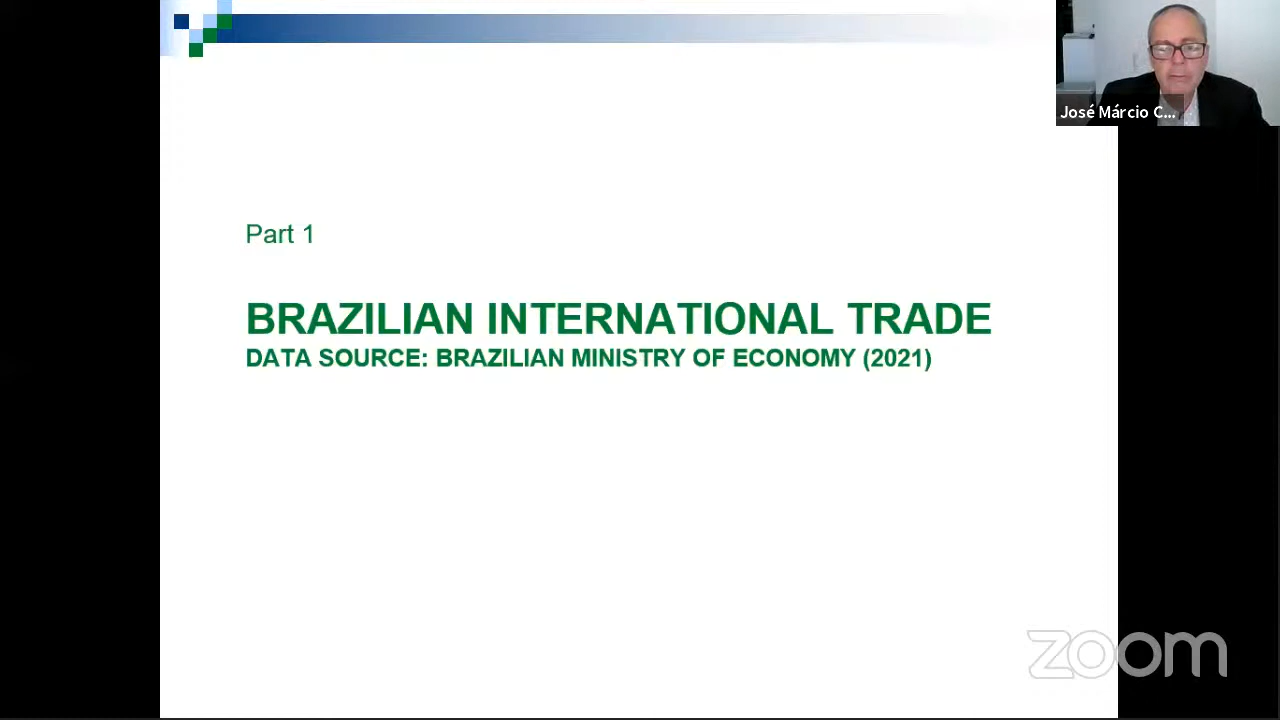 José Márcio C...
Part 1
BRAZILIAN INTERNATIONAL TRADE
DATA SOURCE: BRAZILIAN MINISTRY OF ECONOMY (2021)
zoom